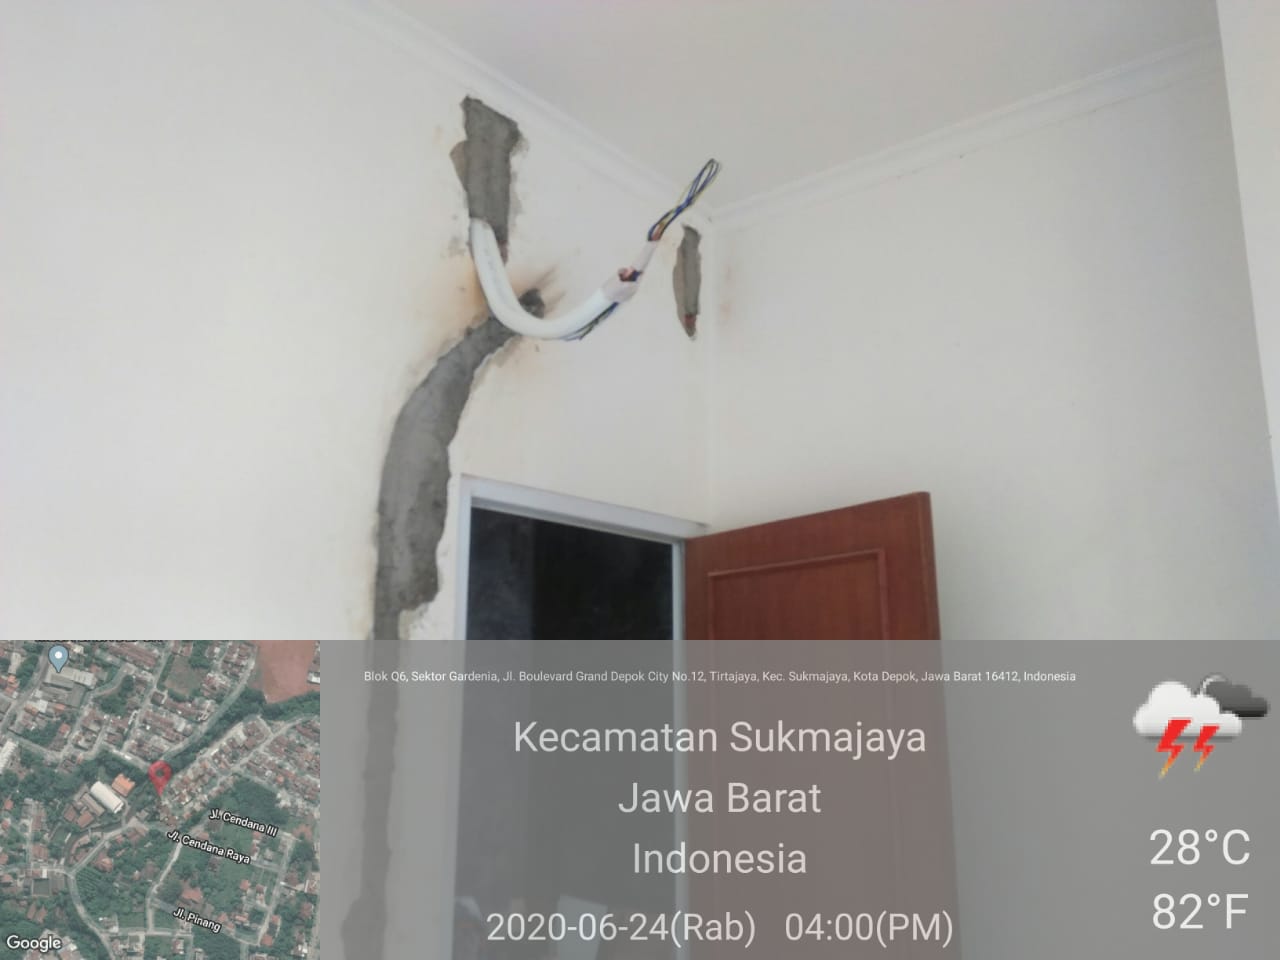 Blok Q6, Sektor Gardenia, Jl. Boulevard Grand Depok City No.12, Tirtajaya, Kec. Sukmajaya, Kota Depok, Jawa Barat 16412, Indonesia
Kecamatan Sukmajaya
Jawa Barat
Indonesia
2020-06-24(Rab) 04:00(PM)
28°C
82°F
Jl. Cendana III
Jl. Cendana Raya
Jl. Pinang
Google